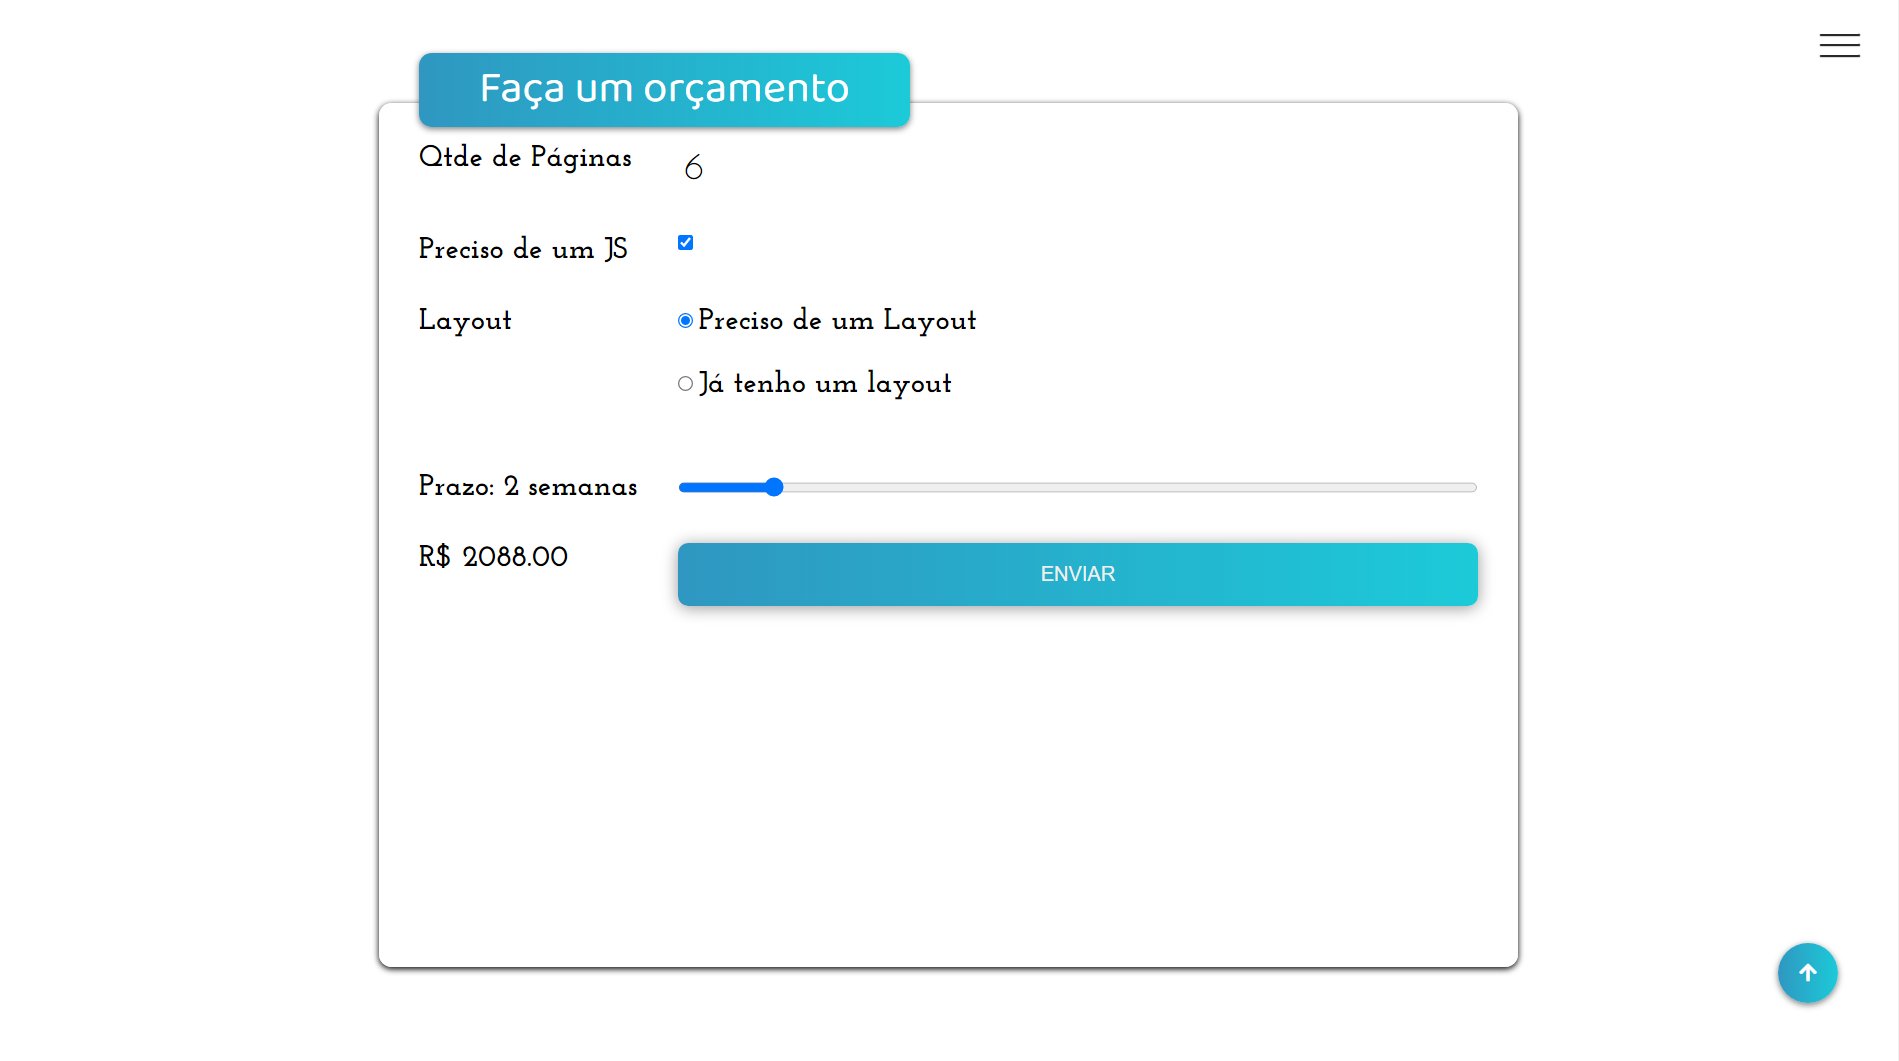 Faça um orçamento
Qtde de Páginas 6
Preciso de um JS
Layout Preciso de um Layout
Já tenho um layout
Prazo: 2 semanas
R$ 2088.00 ENVIAR